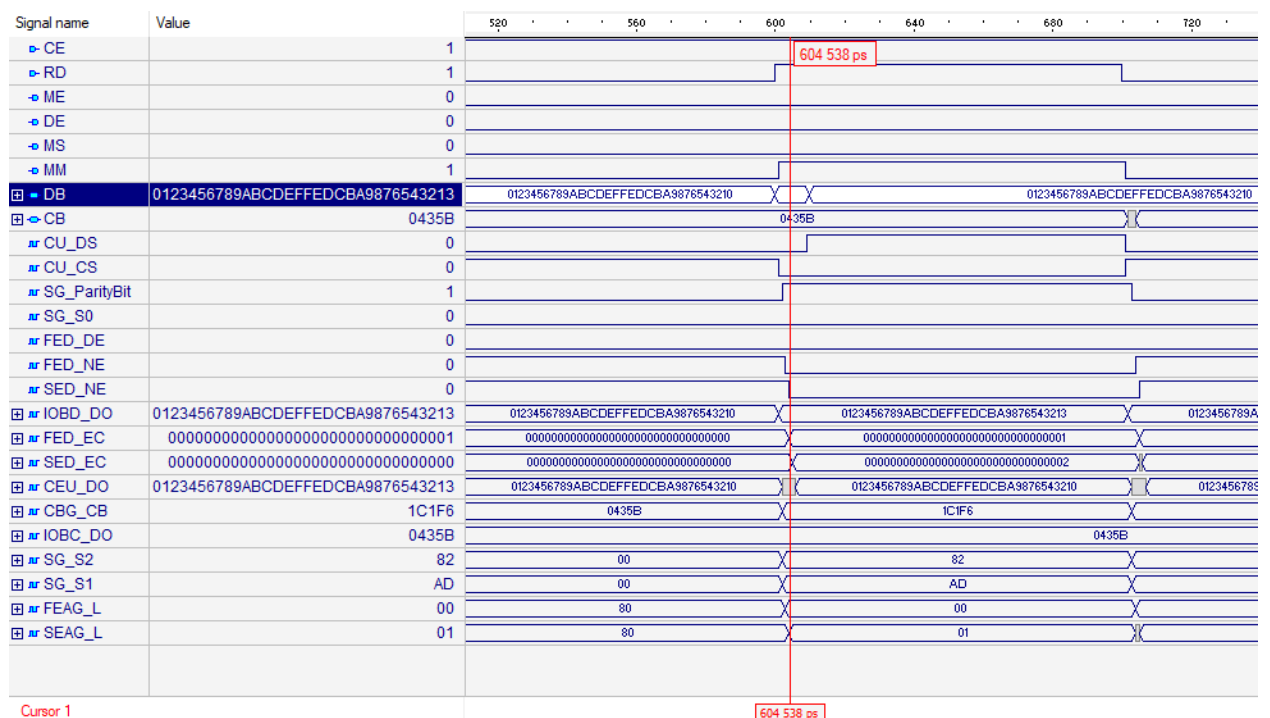 Signal name Value 520 560 600 640 680 720
CE 1 604 538 ps
RD 1
ME 0
DE 0
MS 0
MM 1
DB 0123456789ABCDEFFEDCBA9876543213 0123456789ABCDEFFEDCBA9876543210 0123456789ABCDEFFEDCBA9876543210
CB 0435B 0435B
CU_DS 0
CU_CS 0
SG_ParityBit 1
SG_S0 0
FED_DE 0
FED_NE 0
SED_NE 0
IOBD_DO 0123456789ABCDEFFEDCBA9876543213 0123456789ABCDEFFEDCBA9876543210 0123456789ABCDEFFEDCBA9876543213 0123456789A
FED_EC 00000000000000000000000000000001 00000000000000000000000000000000 00000000000000000000000000000001
SED_EC 00000000000000000000000000000000 00000000000000000000000000000000 00000000000000000000000000000002
CEU_DO 0123456789ABCDEFFEDCBA9876543213 0123456789ABCDEFFEDCBA9876543210 0123456789ABCDEFFEDCBA9876543210 0123456789
CBG_CB 1C1F6 0435B 1C1F6
IOBC_DO 0435B 0435B
SG_S2 82 00 82
SG_S1 AD 00 AD
FEAG_L 00 80 00
SEAG_L 01 80 01
Cursor 1 604 538 ps